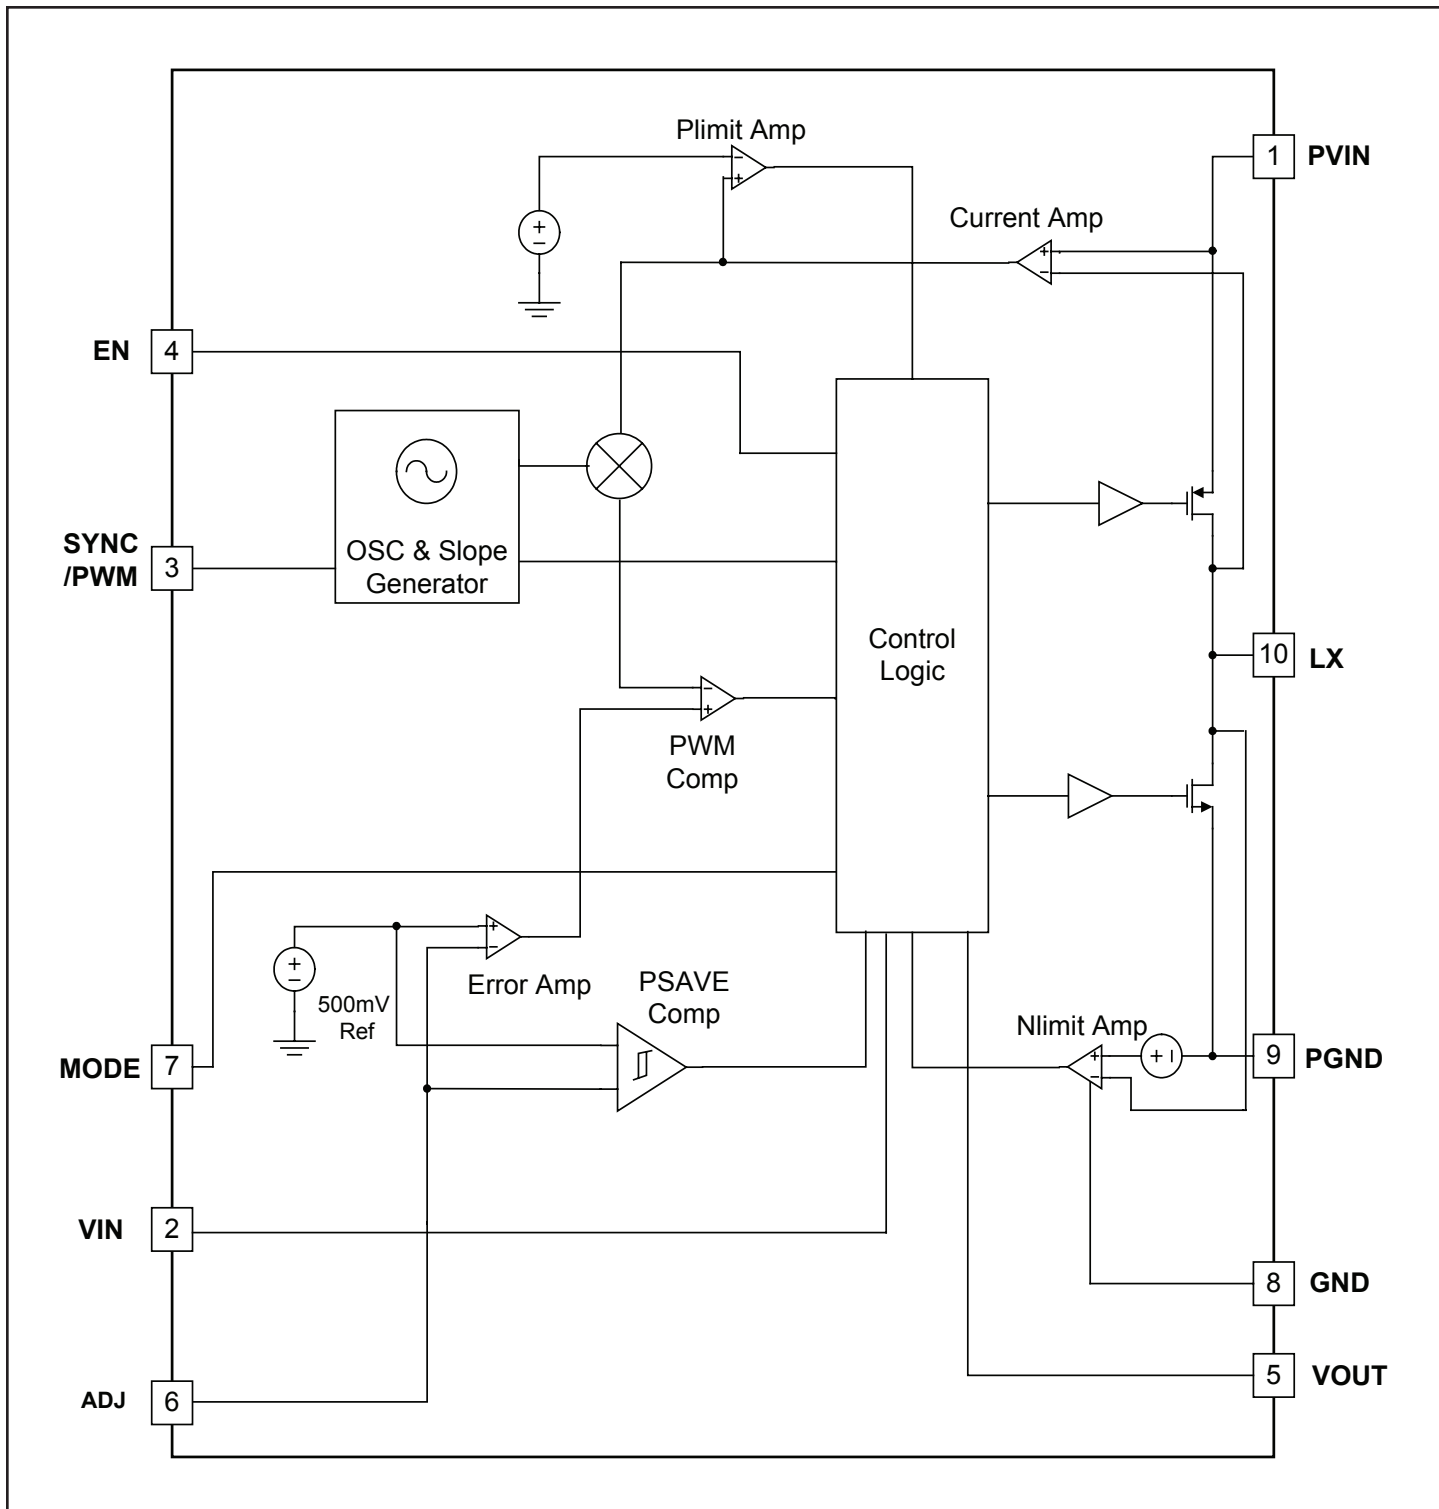 Plimit Amp
1
PVIN
Current Amp
EN
4
SYNC
/PWM
3
OSC & Slope
Generator
Control
Logic
10
LX
PWM
Comp
500mV
Ref
Error Amp
PSAVE
Comp
Nlimit Amp
MODE
7
9
PGND
VIN
2
8
GND
5
VOUT
ADJ
6